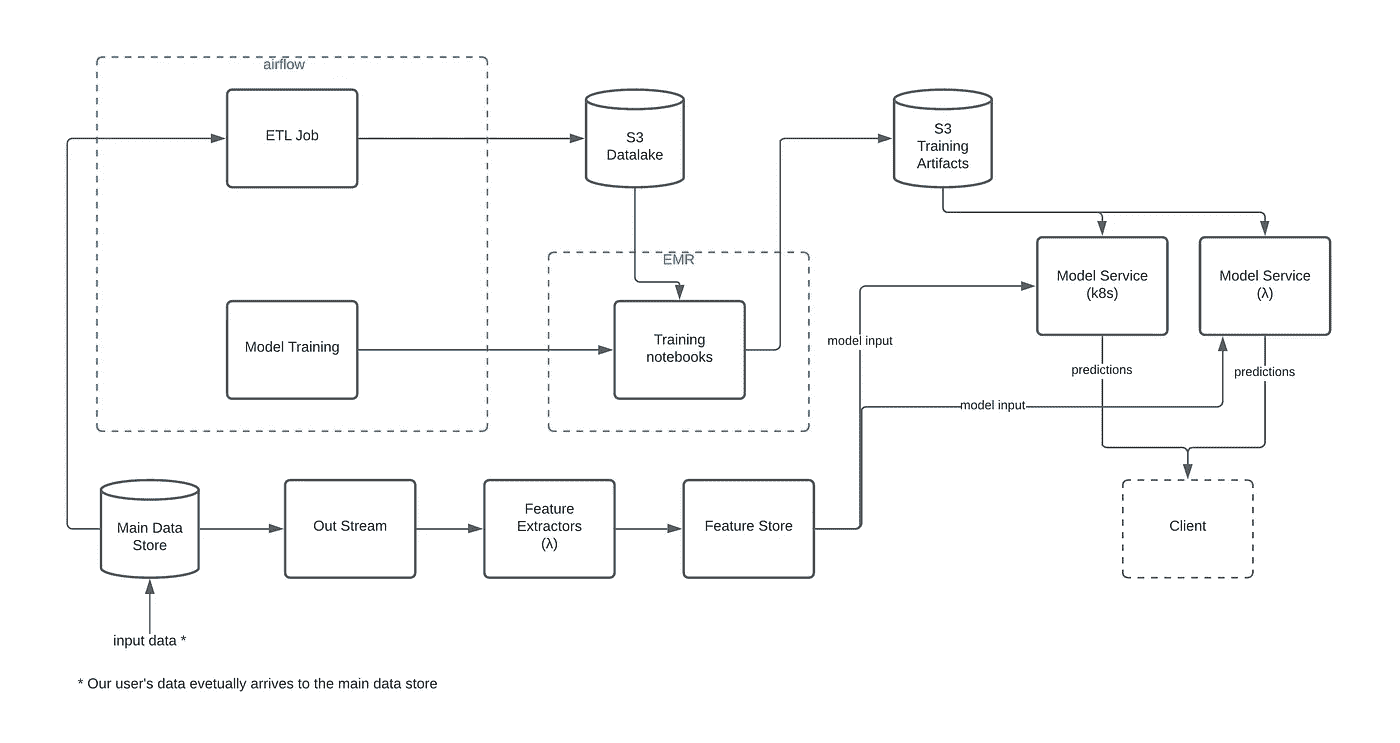 airflow
ETL Job
S3
Datalake
S3
Training
Artifacts
EMR
Model Service
(k8s)
Model Service
(λ)
Model Training
Training
notebooks
model input
predictions
predictions
model input
Main Data
Store
Out Stream
Feature
Extractors
(λ)
Feature Store
Client
input data *
* Our user's data evetually arrives to the main data store